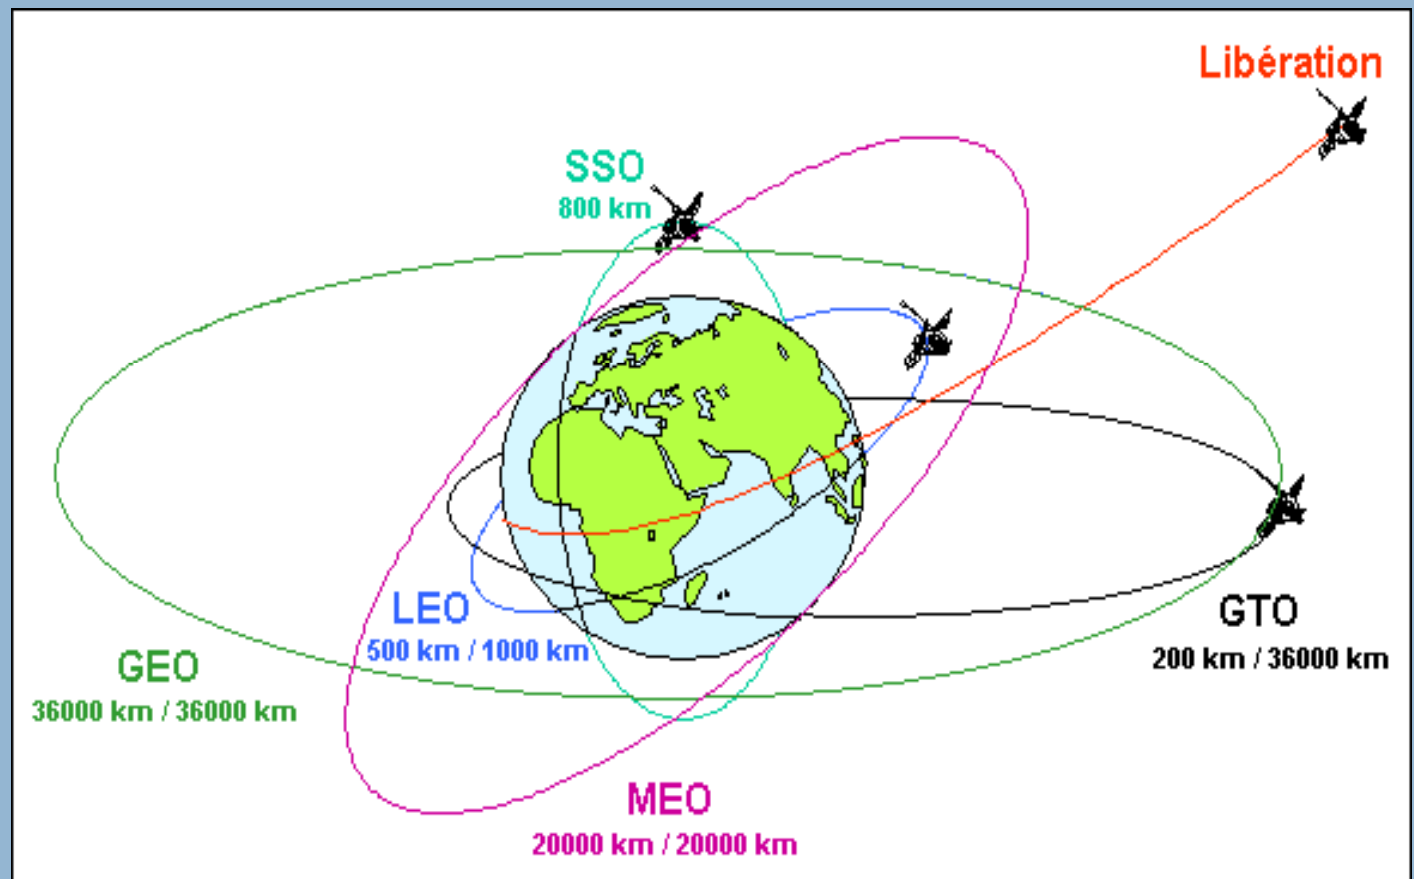 Libération
SSO
800 km
LEO
500 km / 1000 km
GTO
200 km / 36000 km
GEO
36000 km / 36000 km
MEO
20000 km / 20000 km